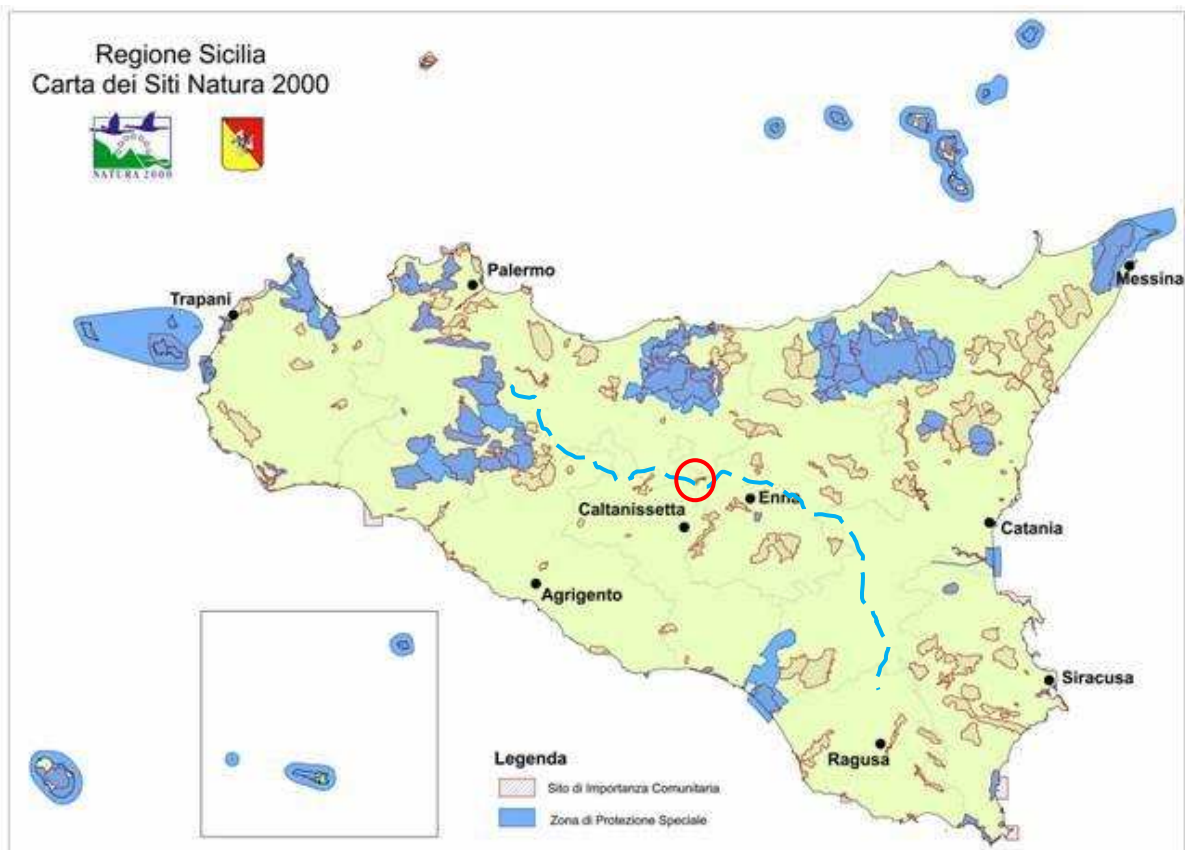 Regione Sicilia
Carta dei Siti Natura 2000
NATURA 2000
Palermo
Messina
Trapani
Enna
Caltanissetta
Catania
Agrigento
Siracusa
Ragusa
Legenda
Sito di Importanza Comunitaria
Zona di Protezione Speciale